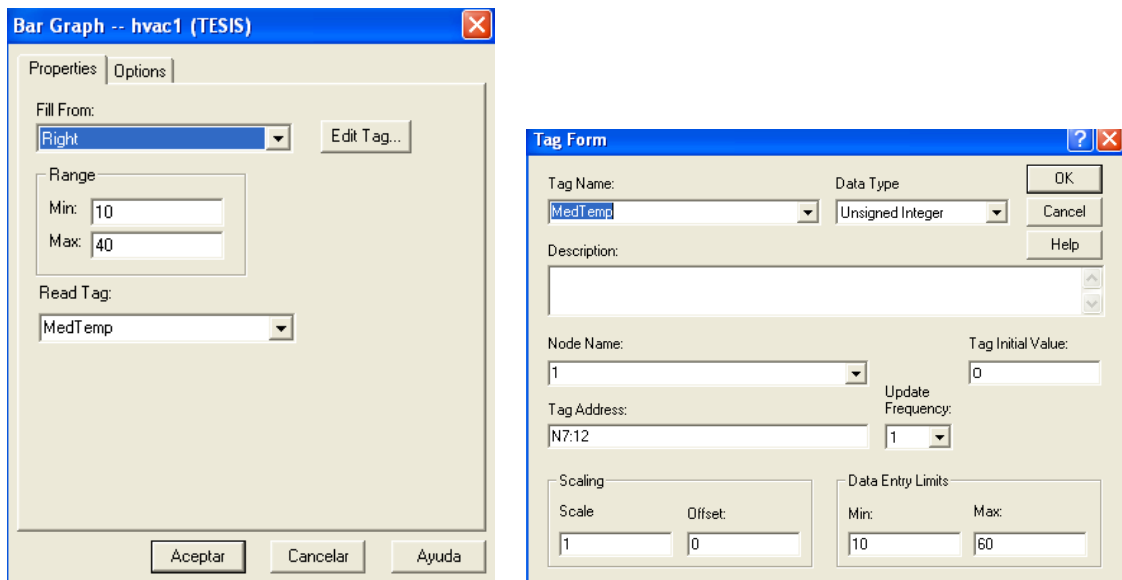 Bar Graph -- hvac1 (TESIS)
Properties Options
Fill From:
Right Edit Tag...
Range
Min: 10
Max: 40
Read Tag:
MedTemp
Aceptar Cancelar Ayuda
Tag Form
Tag Name: Data Type OK
MedTemp Unsigned Integer Cancel
Help
Description:
Node Name: Tag Initial Value:
1 0
Update
Tag Address: Frequency:
N7:12 1
Scaling Data Entry Limits
Scale Offset: Min: Max:
1 0 10 60